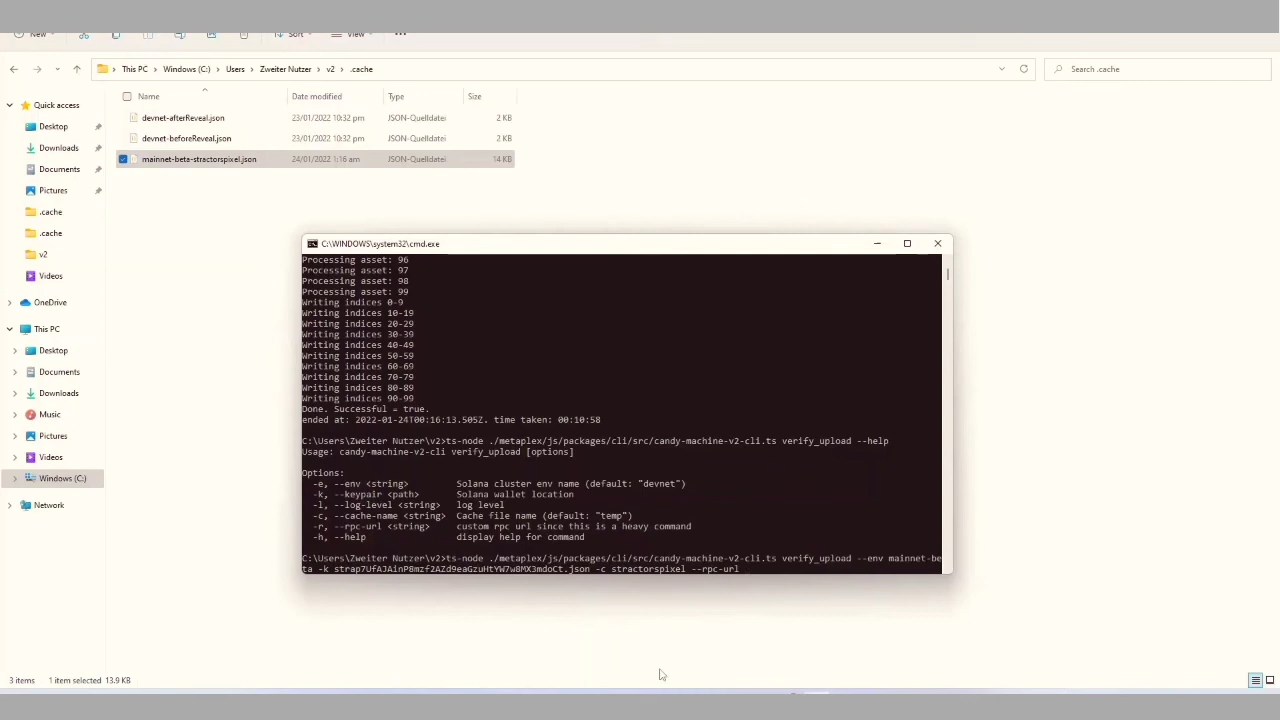 New
Sort
View
This PC > Windows (C:) > Users > Zweiter Nutzer > v2 > .cache
Search .cache
Quick access
Desktop
Downloads
Documents
Pictures
.cache
.cache
v2
Videos
OneDrive
This PC
Desktop
Documents
Downloads
Music
Pictures
Videos
Windows (C:)
Network
Name Date modified Type Size
devnet-afterReveal.json 23/01/2022 10:32 pm JSON-Quelldatei 2 KB
devnet-beforeReveal.json 23/01/2022 10:32 pm JSON-Quelldatei 2 KB
mainnet-beta-stractorspixel.json 24/01/2022 1:16 am JSON-Quelldatei 14 KB
C:\WINDOWS\system32\cmd.exe
Processing asset: 96
Processing asset: 97
Processing asset: 98
Processing asset: 99
Writing indices 0-9
Writing indices 10-19
Writing indices 20-29
Writing indices 30-39
Writing indices 40-49
Writing indices 50-59
Writing indices 60-69
Writing indices 70-79
Writing indices 80-89
Writing indices 90-99
Done. Successful = true.
ended at: 2022-01-24T00:16:13.505Z. time taken: 00:10:58
C:\Users\Zweiter Nutzer\v2>ts-node ./metaplex/js/packages/cli/src/candy-machine-v2-cli.ts verify_upload --help
Usage: candy-machine-v2-cli verify_upload [options]
Options:
-e, --env <string> Solana cluster env name (default: "devnet")
-k, --keypair <path> Solana wallet location
-l, --log-level <string> log level
-c, --cache-name <string> Cache file name (default: "temp")
-r, --rpc-url <string> custom rpc url since this is a heavy command
-h, --help display help for command
C:\Users\Zweiter Nutzer\v2>ts-node ./metaplex/js/packages/cli/src/candy-machine-v2-cli.ts verify_upload --env mainnet-be
ta -k strap7UfAJAinP8mzf2AZd9eaGzuHtYW7w8MX3mdoCt.json -c stractorspixel --rpc-url
3 items 1 item selected 13.9 KB